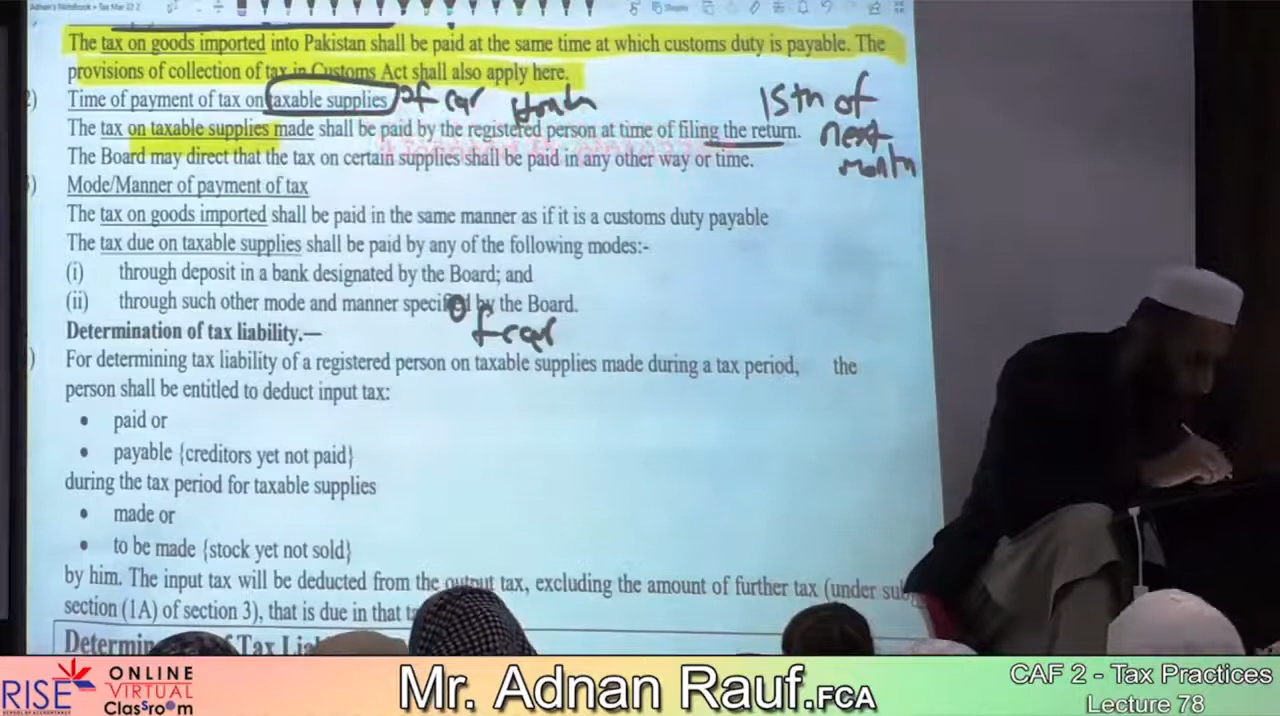 Adnan's Notebook > Tax Mar 22 2
The tax on goods imported into Pakistan shall be paid at the same time at which customs duty is payable. The
provisions of collection of tax in Customs Act shall also apply here.
) Time of payment of tax on taxable supplies of car Honda 15th of
The tax on taxable supplies made shall be paid by the registered person at time of filing the return. next
The Board may direct that the tax on certain supplies shall be paid in any other way or time. month
) Mode/Manner of payment of tax
The tax on goods imported shall be paid in the same manner as if it is a customs duty payable
The tax due on taxable supplies shall be paid by any of the following modes:-
(i) through deposit in a bank designated by the Board; and
(ii) through such other mode and manner specified by the Board.
Determination of tax liability.— of car
) For determining tax liability of a registered person on taxable supplies made during a tax period, the
person shall be entitled to deduct input tax:
• paid or
• payable {creditors yet not paid}
during the tax period for taxable supplies
• made or
• to be made {stock yet not sold}
by him. The input tax will be deducted from the output tax, excluding the amount of further tax (under sub
section (1A) of section 3), that is due in that
Tax
RISE ONLINE VIRTUAL ClassrOOm
Mr. Adnan Rauf.FCA
CAF 2 - Tax Practices
Lecture 78